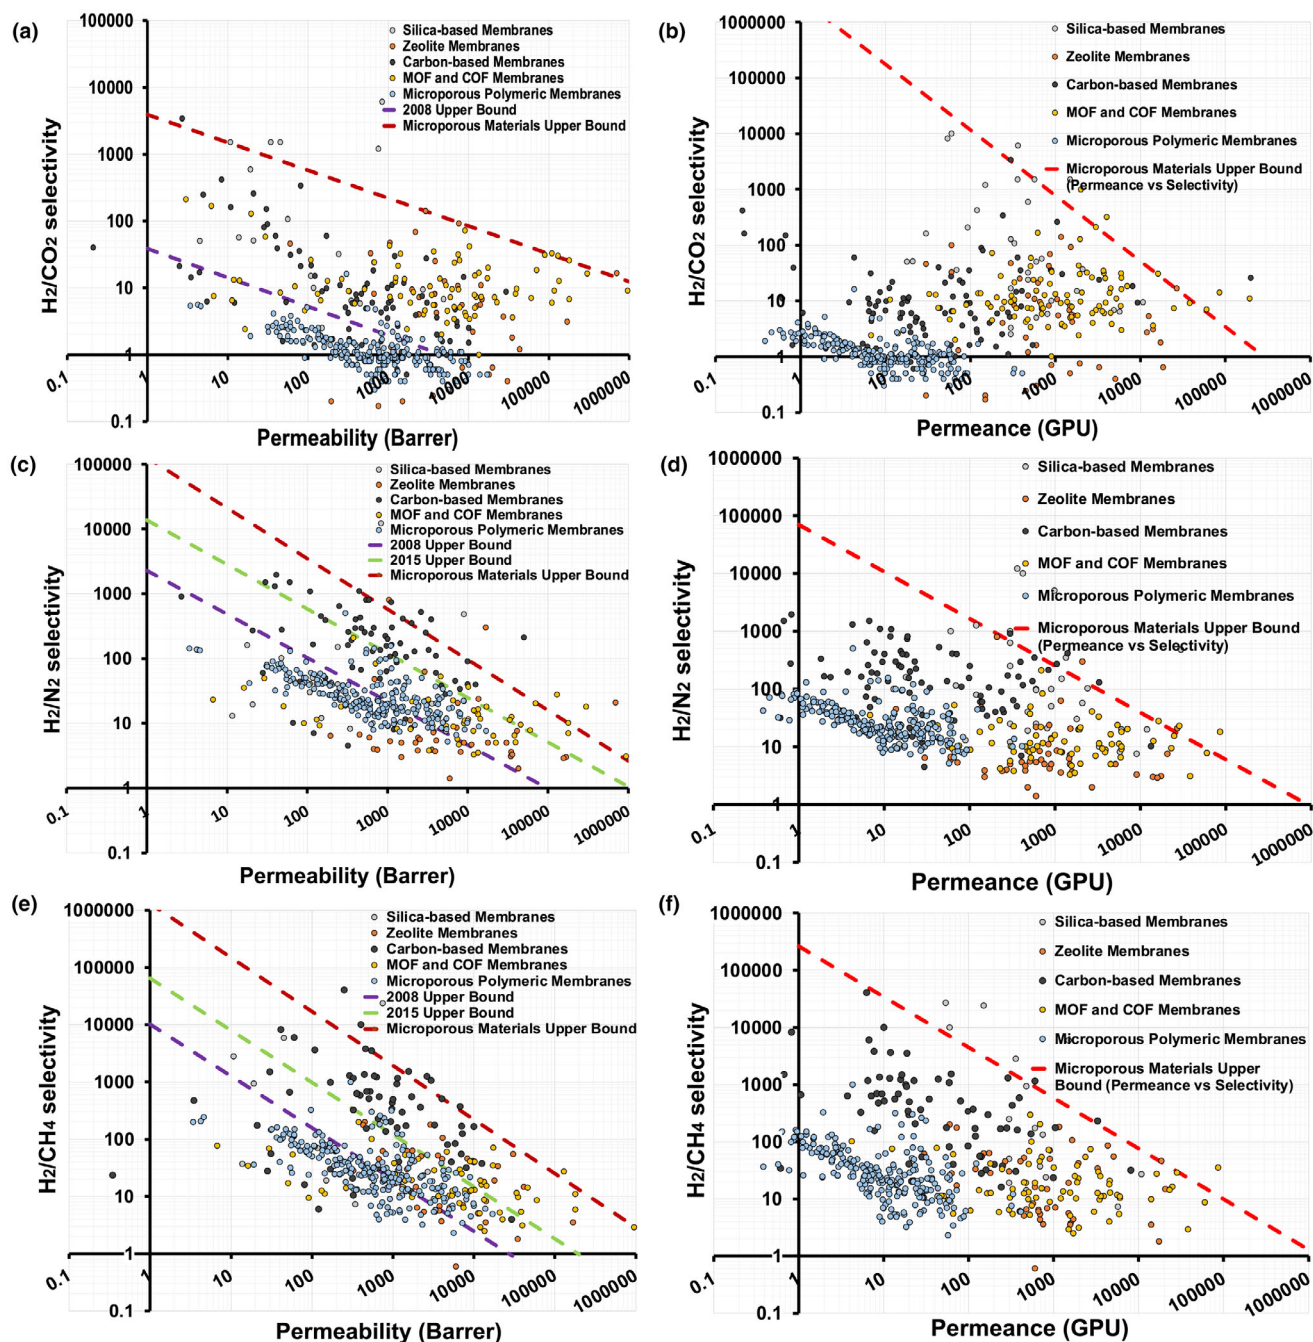 (a)
100000
10000
1000
100
10
1
0.1
H2/CO2 selectivity
Silica-based Membranes
Zeolite Membranes
Carbon-based Membranes
MOF and COF Membranes
Microporous Polymeric Membranes
2008 Upper Bound
Microporous Materials Upper Bound
0.1 1 10 100 1000 10000 100000 1000000
Permeability (Barrer)
(b)
1000000
100000
10000
1000
100
10
1
0.1
H2/CO2 selectivity
Silica-based Membranes
Zeolite Membranes
Carbon-based Membranes
MOF and COF Membranes
Microporous Polymeric Membranes
Microporous Materials Upper Bound
(Permeance vs Selectivity)
0.1 1 10 100 1000 10000 100000 1000000
Permeance (GPU)
(c)
100000
10000
1000
100
10
1
0.1
H2/N2 selectivity
Silica-based Membranes
Zeolite Membranes
Carbon-based Membranes
MOF and COF Membranes
Microporous Polymeric Membranes
2008 Upper Bound
2015 Upper Bound
Microporous Materials Upper Bound
0.1 1 10 100 1000 10000 100000 1000000
Permeability (Barrer)
(d)
1000000
100000
10000
1000
100
10
1
0.1
H2/N2 selectivity
Silica-based Membranes
Zeolite Membranes
Carbon-based Membranes
MOF and COF Membranes
Microporous Polymeric Membranes
Microporous Materials Upper Bound
(Permeance vs Selectivity)
0.1 1 10 100 1000 10000 100000 1000000
Permeance (GPU)
(e)
1000000
100000
10000
1000
100
10
1
0.1
H2/CH4 selectivity
Silica-based Membranes
Zeolite Membranes
Carbon-based Membranes
MOF and COF Membranes
Microporous Polymeric Membranes
2008 Upper Bound
2015 Upper Bound
Microporous Materials Upper Bound
0.1 1 10 100 1000 10000 100000 1000000
Permeability (Barrer)
(f)
1000000
100000
10000
1000
100
10
1
0.1
H2/CH4 selectivity
Silica-based Membranes
Zeolite Membranes
Carbon-based Membranes
MOF and COF Membranes
Microporous Polymeric Membranes
Microporous Materials Upper
Bound (Permeance vs Selectivity)
0.1 1 10 100 1000 10000 100000 1000000
Permeance (GPU)